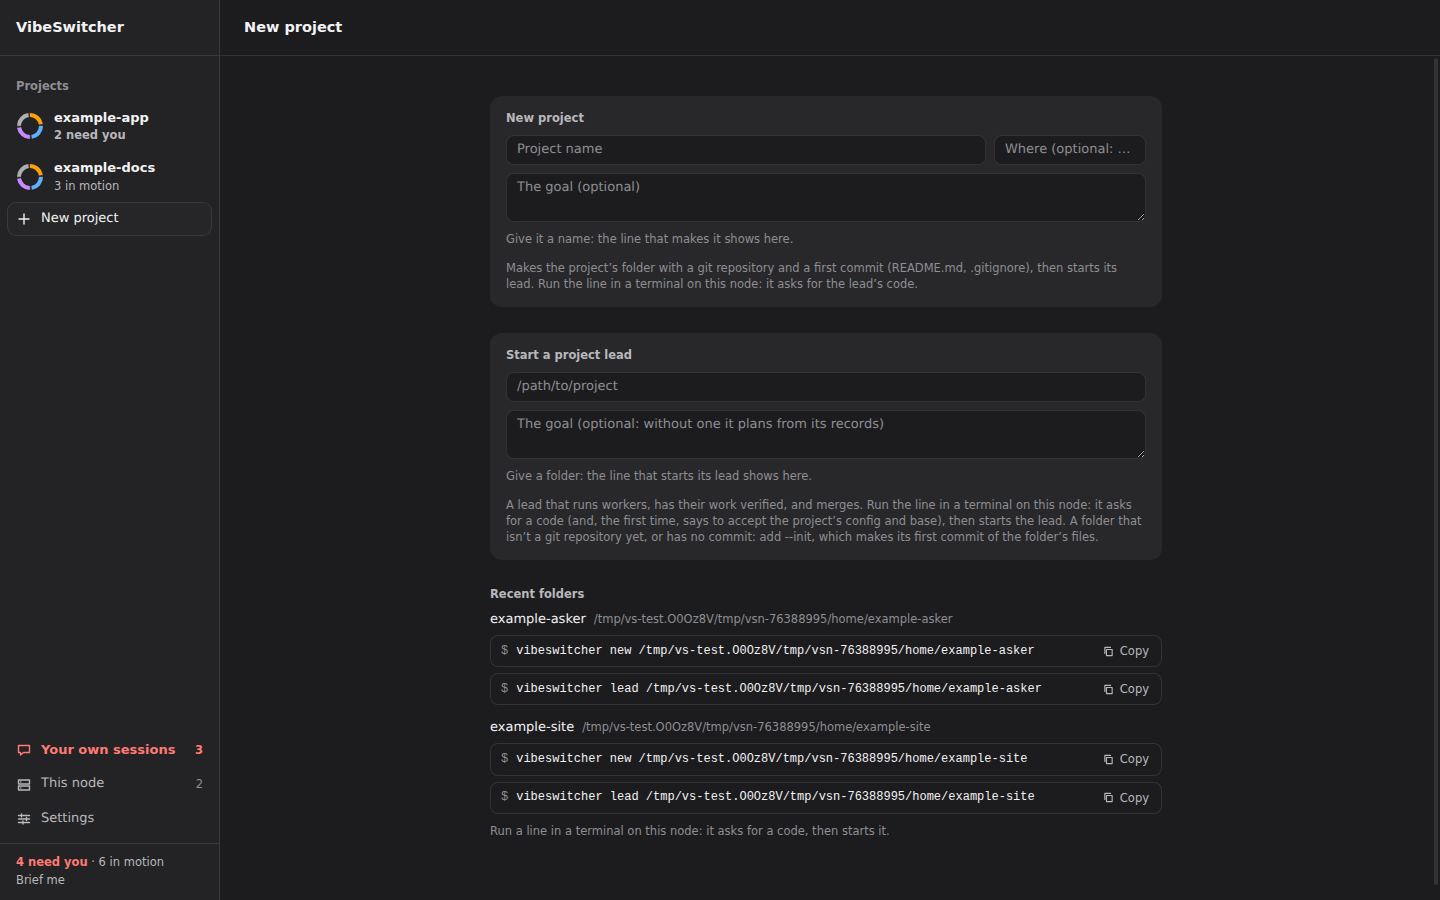 VibeSwitcher
New project
Projects
example-app
2 need you
example-docs
3 in motion
New project
Your own sessions 3
This node 2
Settings
4 need you · 6 in motion
Brief me
New project
Project name
Where (optional: ...
The goal (optional)
Give it a name: the line that makes it shows here.
Makes the project’s folder with a git repository and a first commit (README.md, .gitignore), then starts its
lead. Run the line in a terminal on this node: it asks for the lead’s code.
Start a project lead
/path/to/project
The goal (optional: without one it plans from its records)
Give a folder: the line that starts its lead shows here.
A lead that runs workers, has their work verified, and merges. Run the line in a terminal on this node: it asks
for a code (and, the first time, says to accept the project’s config and base), then starts the lead. A folder that
isn’t a git repository yet, or has no commit: add --init, which makes its first commit of the folder’s files.
Recent folders
example-asker /tmp/vs-test.O0Oz8V/tmp/vsn-76388995/home/example-asker
$ vibeswitcher new /tmp/vs-test.O0Oz8V/tmp/vsn-76388995/home/example-asker Copy
$ vibeswitcher lead /tmp/vs-test.O0Oz8V/tmp/vsn-76388995/home/example-asker Copy
example-site /tmp/vs-test.O0Oz8V/tmp/vsn-76388995/home/example-site
$ vibeswitcher new /tmp/vs-test.O0Oz8V/tmp/vsn-76388995/home/example-site Copy
$ vibeswitcher lead /tmp/vs-test.O0Oz8V/tmp/vsn-76388995/home/example-site Copy
Run a line in a terminal on this node: it asks for a code, then starts it.